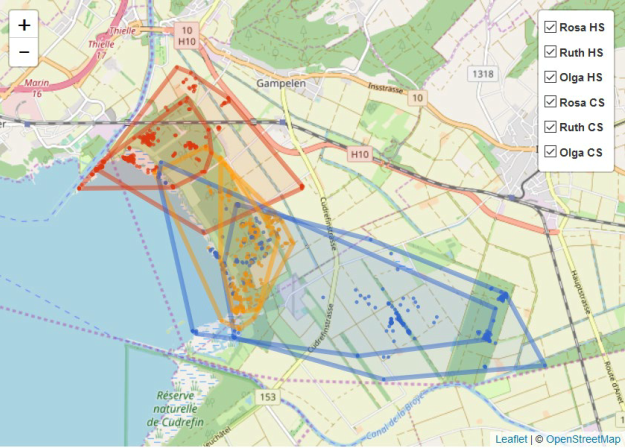 +
−
Thielle
10
H10
Thielle
T7
Marin
T6
Gampelen
Insstrasse
10
1318
H10
Cudrefinstrasse
Cudrefinstrasse
Hauptstrasse
Route d'Anet
Canal de la Broye
153
Réserve
naturelle
de Cudrefin
Rosa HS
Ruth HS
Olga HS
Rosa CS
Ruth CS
Olga CS
Leaflet | © OpenStreetMap